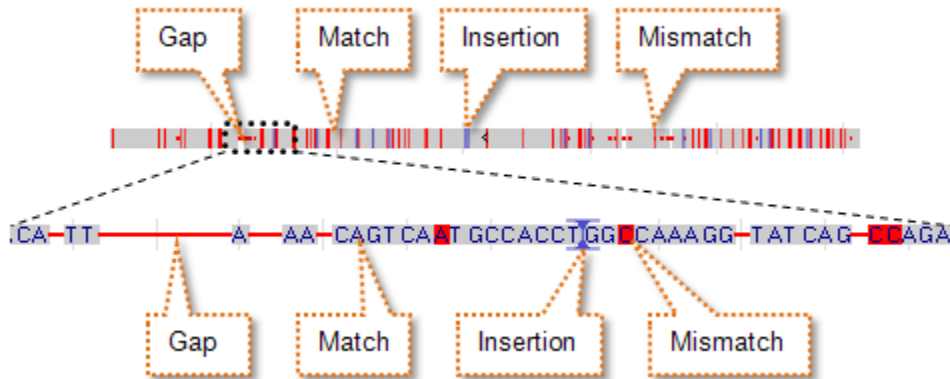 Gap Match Insertion Mismatch
CA TT A AA CAGTCAATGCCACCTGGCCAAAGG TATCAG CCAGA
Gap Match Insertion Mismatch